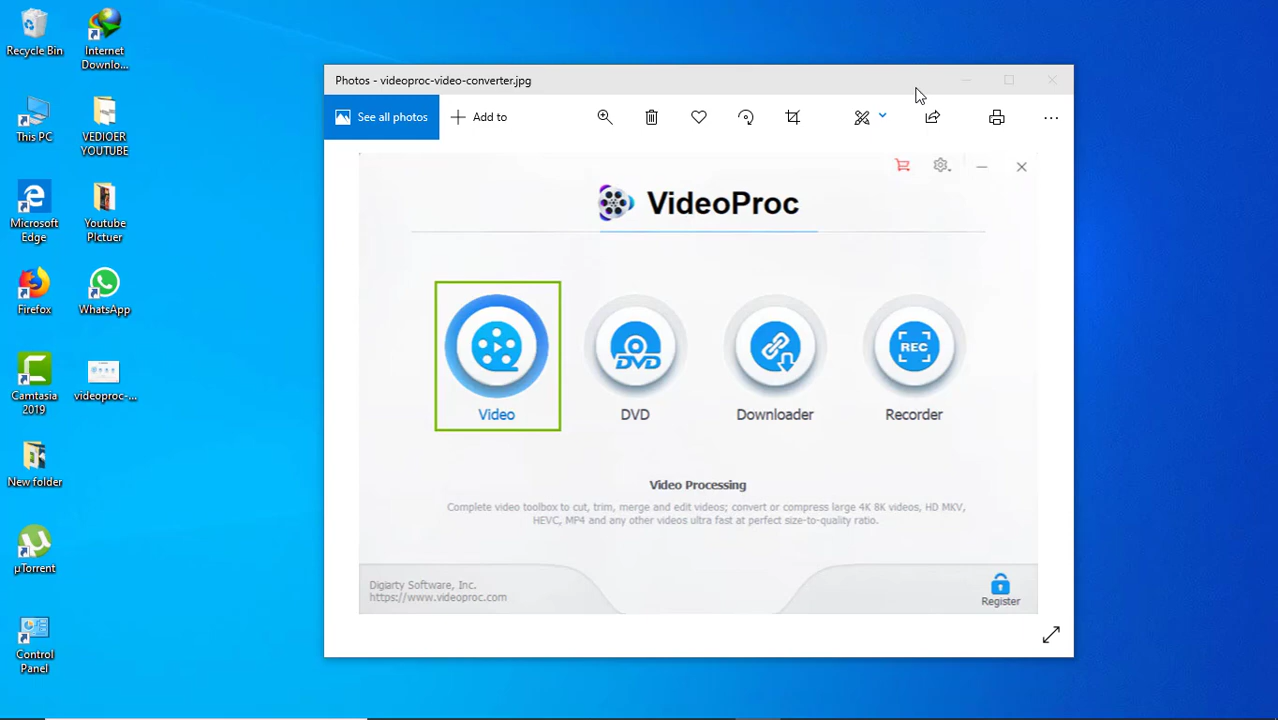 Recycle Bin
Internet
Downlo...
This PC
VEDIOER
YOUTUBE
Microsoft
Edge
Youtube
PIctuer
Firefox
WhatsApp
Camtasia
2019
videoproc-...
New folder
µTorrent
Control
Panel
Photos - videoproc-video-converter.jpg
See all photos
Add to
VideoProc
DVD
REC
Video
DVD
Downloader
Recorder
Video Processing
Complete video toolbox to cut, trim, merge and edit videos; convert or compress large 4K 8K videos, HD MKV,
HEVC, MP4 and any other videos ultra fast at perfect size-to-quality ratio.
Digiarty Software, Inc.
https://www.videoproc.com
Register